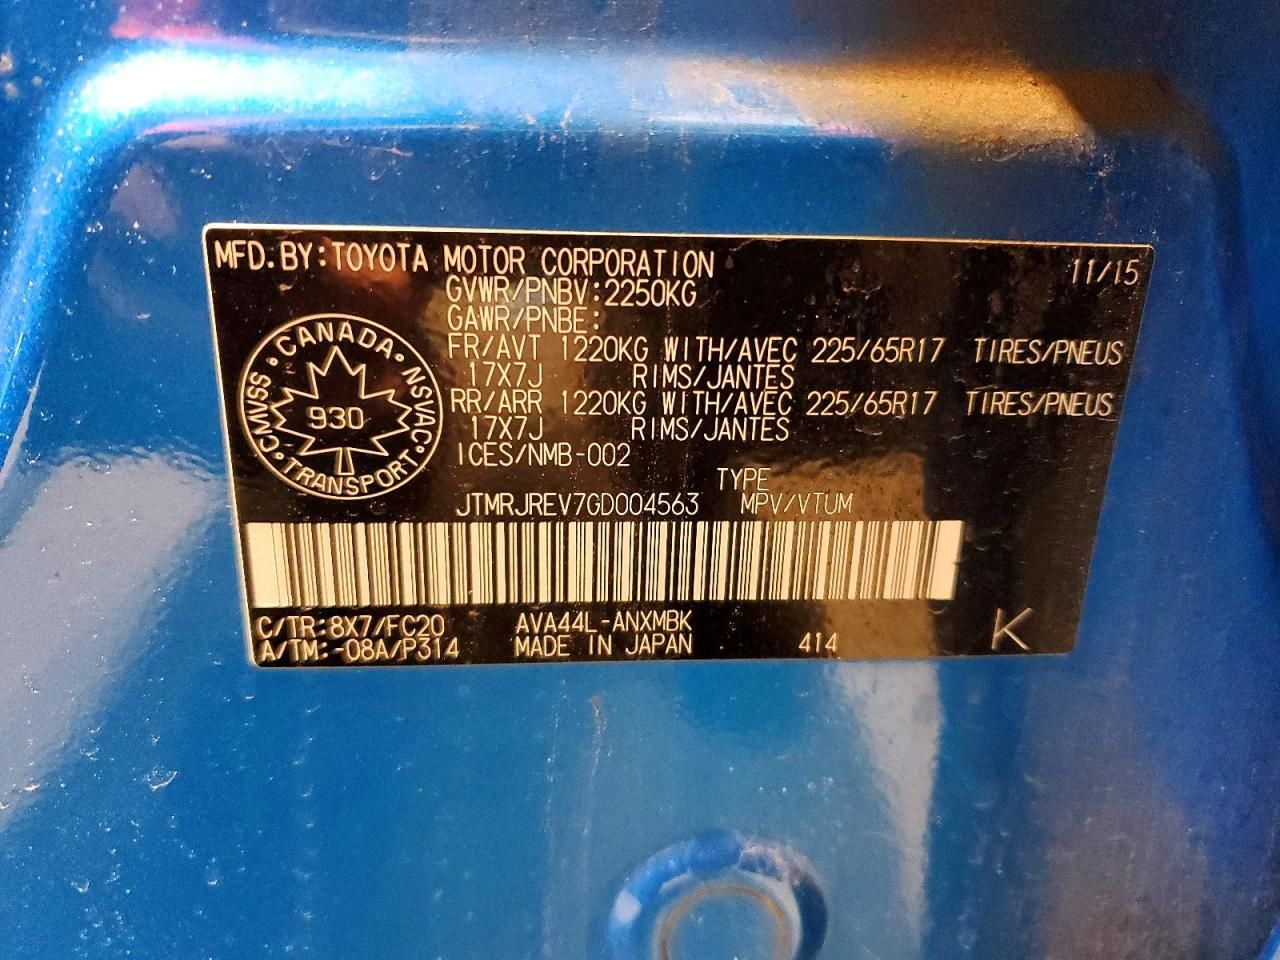 MFD.BY:TOYOTA MOTOR CORPORATION 11/15
GVWR/PNBV:2250KG
GAWR/PNBE:
FR/AVT 1220KG WITH/AVEC 225/65R17 TIRES/PNEUS
17X7J RIMS/JANTES
RR/ARR 1220KG WITH/AVEC 225/65R17 TIRES/PNEUS
17X7J RIMS/JANTES
ICES/NMB-002
CANADA
CMVSS 930 NSVAC
TRANSPORT
TYPE
JTMRJREV7GD004563 MPV/VTUM
C/TR:8X7/FC20 AVA44L-ANXMBK
A/TM:-08A/P314 MADE IN JAPAN 414 K